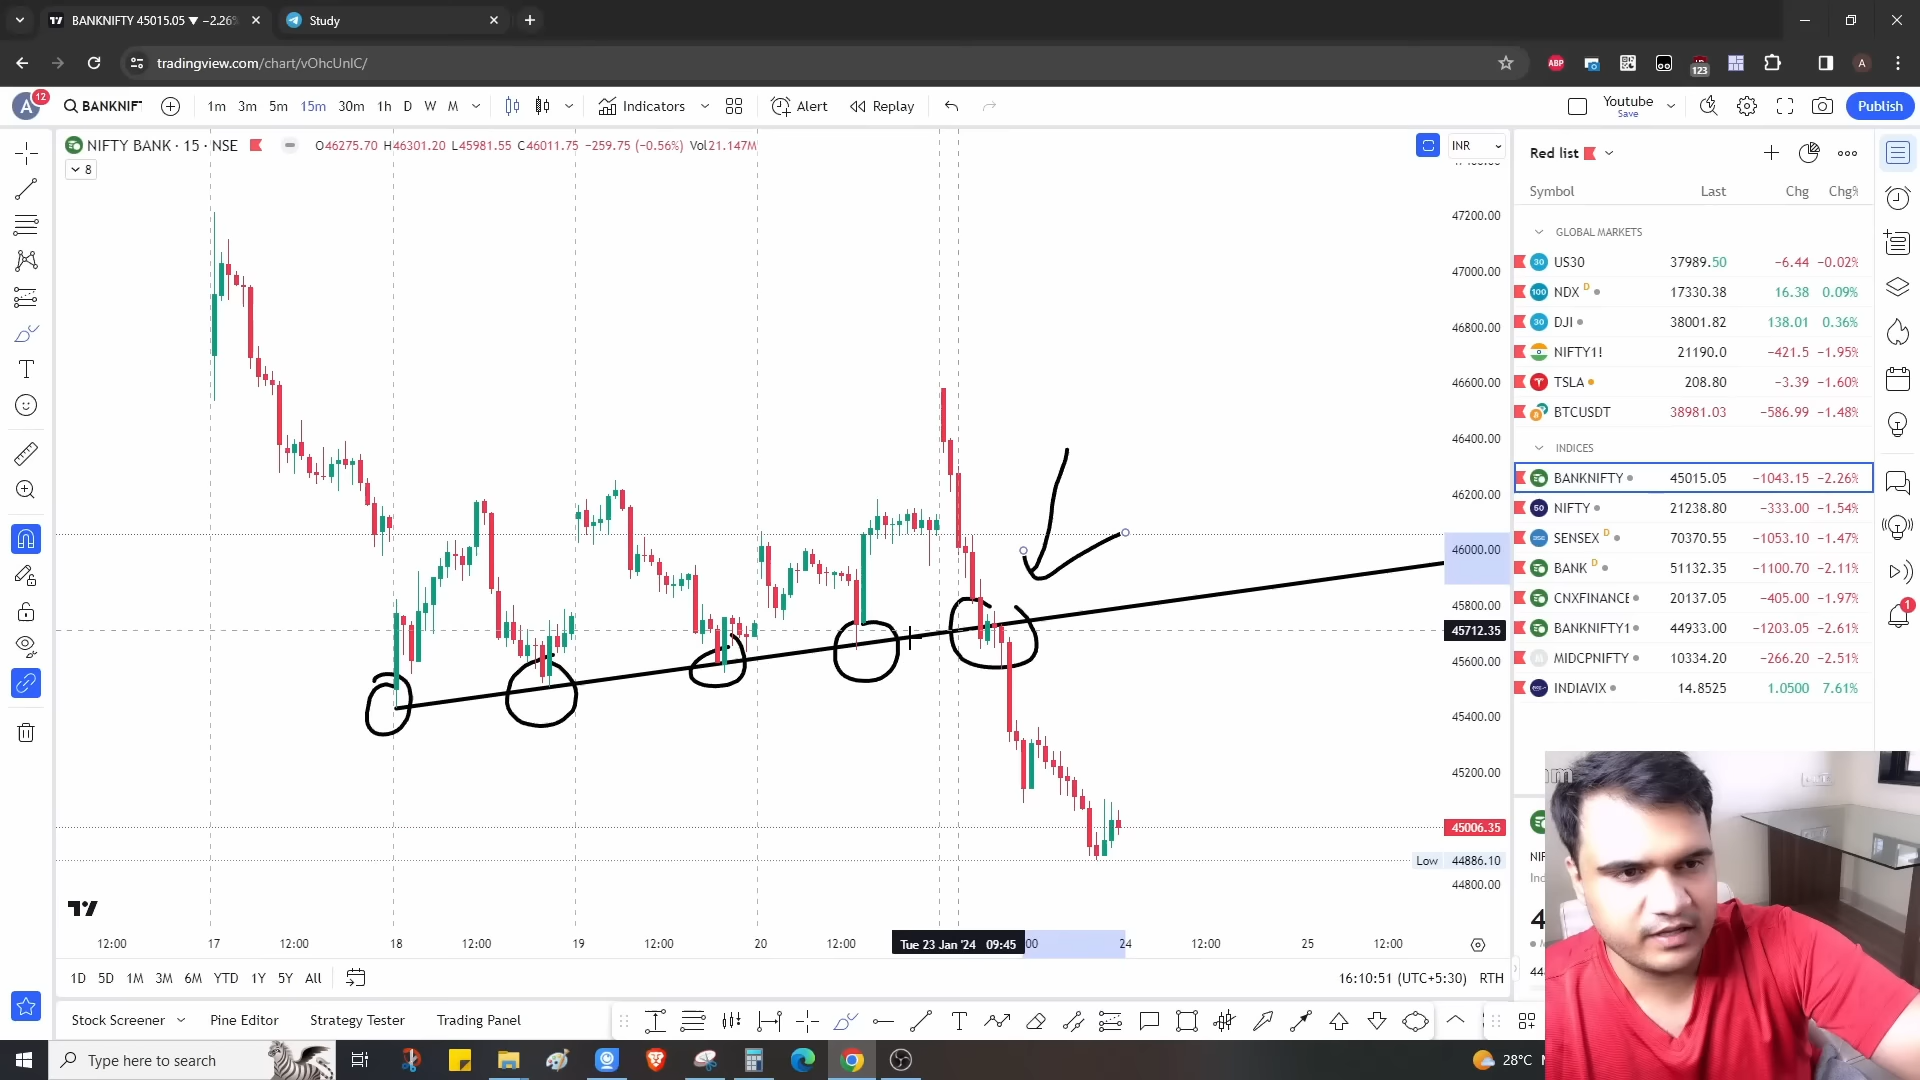 BANKNIFTY 45015.05 ▼ −2.26%
Study
tradingview.com/chart/vOhcUnIC/
ABP
123
A
A
12
BANKNIF
1m 3m 5m 15m 30m 1h D W M
Indicators
Alert
Replay
Youtube
Save
Publish
NIFTY BANK · 15 · NSE
O46275.70 H46301.20 L45981.55 C46011.75 −259.75 (−0.56%) Vol21.147M
8
INR
47200.00
47000.00
46800.00
46600.00
46400.00
46200.00
46000.00
45800.00
45712.35
45600.00
45400.00
45200.00
45006.35
Low 44886.10
44800.00
12:00 17 12:00 18 12:00 19 12:00 20 12:00 Tue 23 Jan '24 09:45 :00 24 12:00 25 12:00
1D 5D 1M 3M 6M YTD 1Y 5Y All
16:10:51 (UTC+5:30) RTH
Stock Screener Pine Editor Strategy Tester Trading Panel
Red list
Symbol Last Chg Chg%
GLOBAL MARKETS
US30 37989.50 −6.44 −0.02%
NDX D 17330.38 16.38 0.09%
DJI 38001.82 138.01 0.36%
NIFTY1! 21190.0 −421.5 −1.95%
TSLA 208.80 −3.39 −1.60%
BTCUSDT 38981.03 −586.99 −1.48%
INDICES
BANKNIFTY 45015.05 −1043.15 −2.26%
NIFTY 21238.80 −333.00 −1.54%
SENSEX D 70370.55 −1053.10 −1.47%
BANK D 51132.35 −1100.70 −2.11%
CNXFINANCE 20137.05 −405.00 −1.97%
BANKNIFTY1 44933.00 −1203.05 −2.61%
MIDCPNIFTY 10334.20 −266.20 −2.51%
INDIAVIX 14.8525 1.0500 7.61%
1
Type here to search
28°C